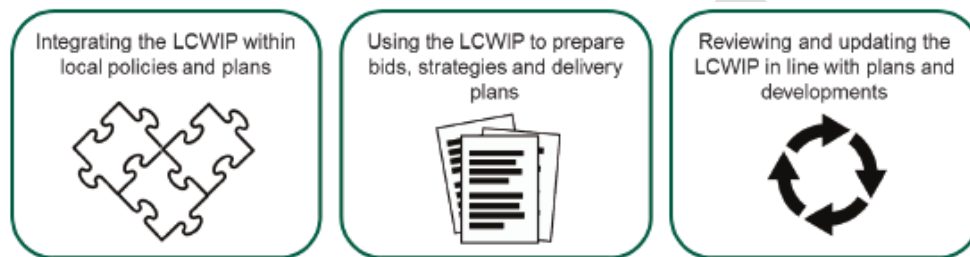 Integrating the LCWIP within
local policies and plans
Using the LCWIP to prepare
bids, strategies and delivery
plans
Reviewing and updating the
LCWIP in line with plans and
developments